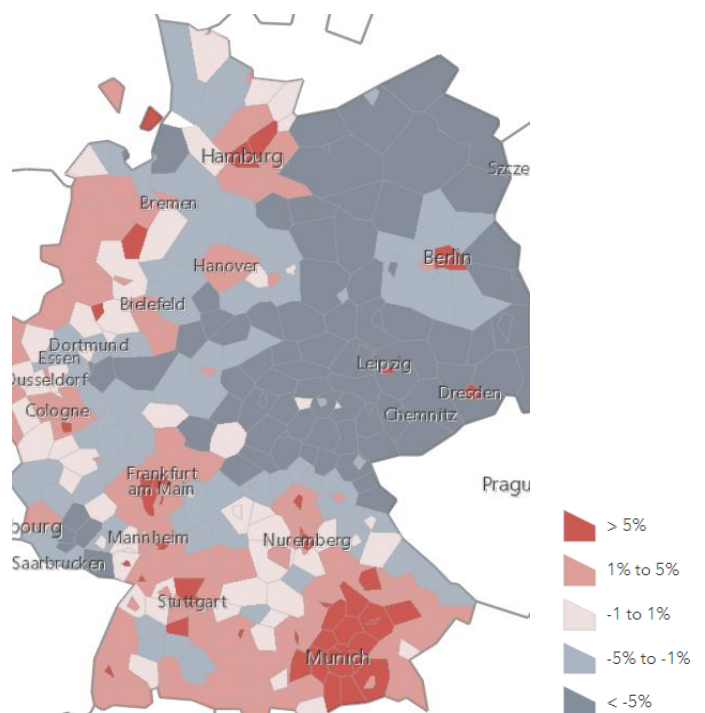 Hamburg
Szcze
Bremen
Berlin
Hanover
Bielefeld
Dortmund
Essen
Dusseldorf
Leipzig
Dresden
Cologne
Chemnitz
Frankfurt
am Main
Pragu
bourg
Mannheim
Nuremberg
Saarbrucken
Stuttgart
Munich
> 5%
1% to 5%
-1 to 1%
-5% to -1%
< -5%